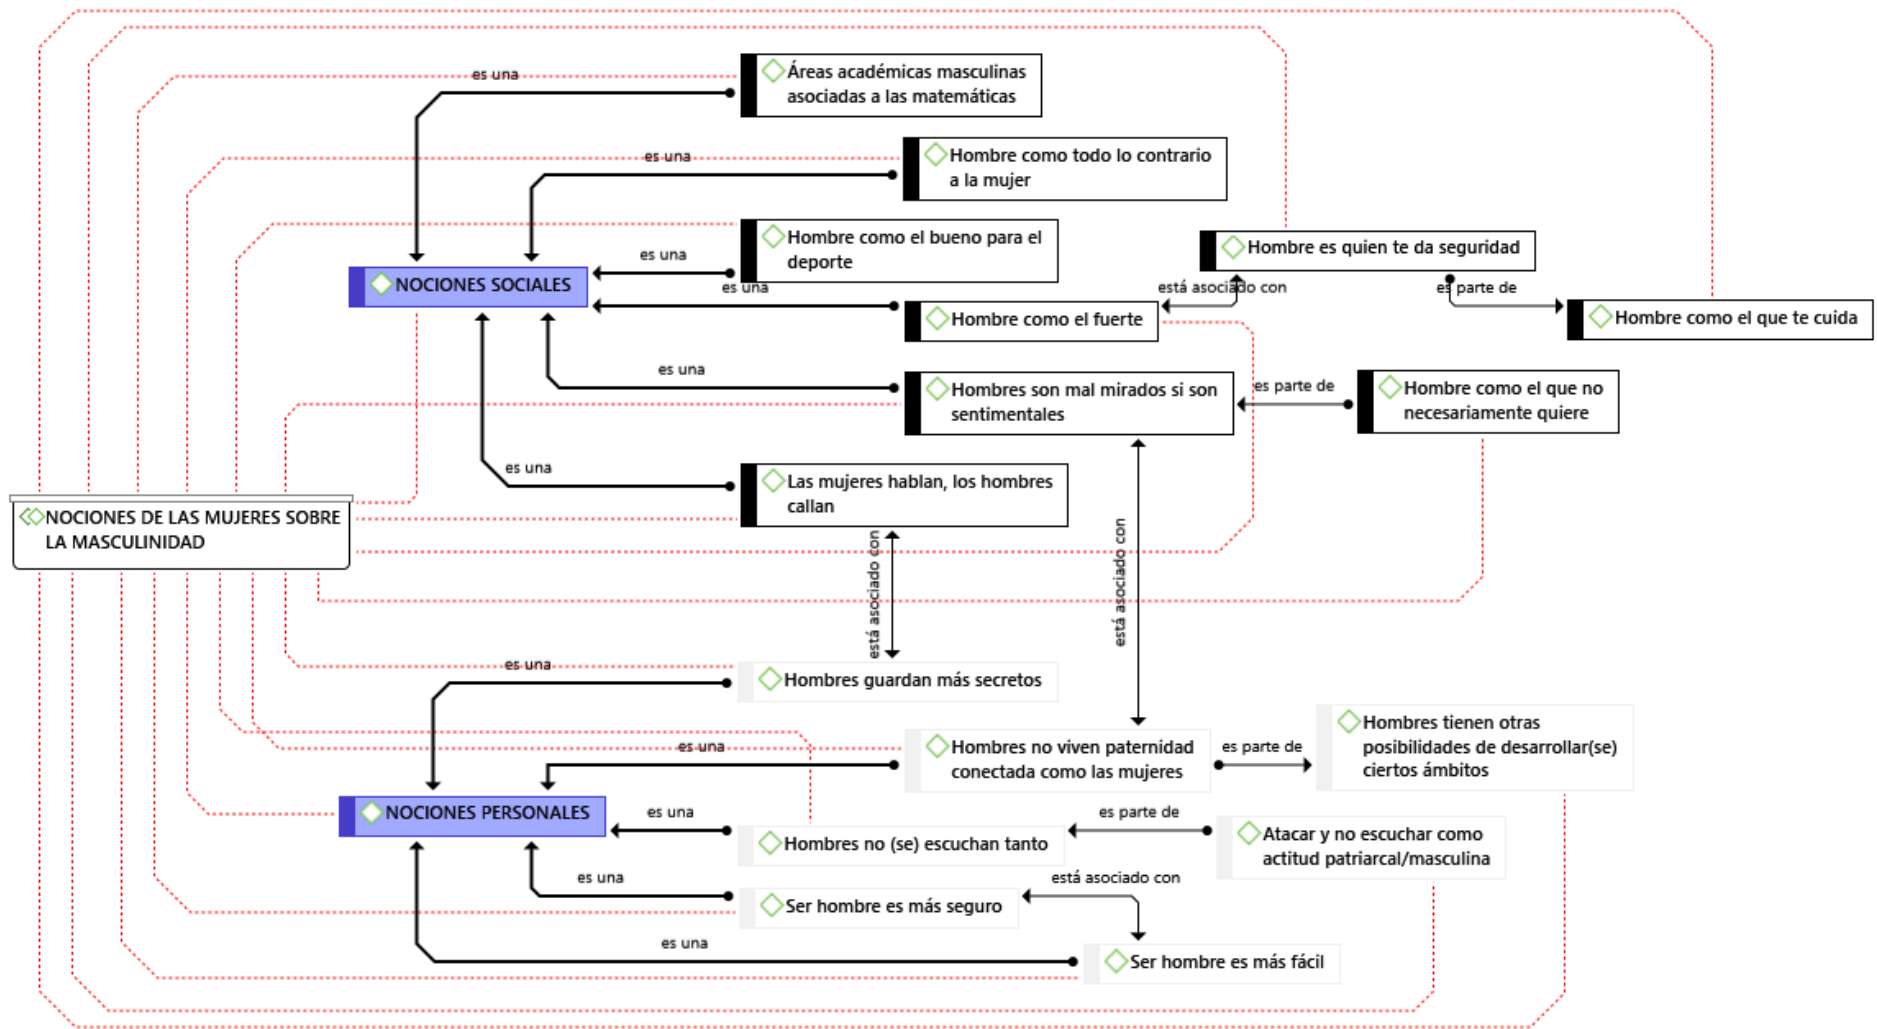 es una
Áreas académicas masculinas
asociadas a las matemáticas
es una
Hombre como todo lo contrario
a la mujer
Hombre como el bueno para el
deporte
es una
Hombre es quien te da seguridad
NOCIONES SOCIALES
es una
está asociado con
es parte de
Hombre como el fuerte
Hombre como el que te cuida
es una
Hombres son mal mirados si son
sentimentales
es parte de
Hombre como el que no
necesariamente quiere
es una
Las mujeres hablan, los hombres
callan
NOCIONES DE LAS MUJERES SOBRE
LA MASCULINIDAD
está asociado con
está asociado con
es una
Hombres guardan más secretos
es una
Hombres no viven paternidad
conectada como las mujeres
es parte de
Hombres tienen otras
posibilidades de desarrollar(se)
ciertos ámbitos
NOCIONES PERSONALES
es una
Hombres no (se) escuchan tanto
es parte de
Atacar y no escuchar como
actitud patriarcal/masculina
es una
Ser hombre es más seguro
está asociado con
es una
Ser hombre es más fácil